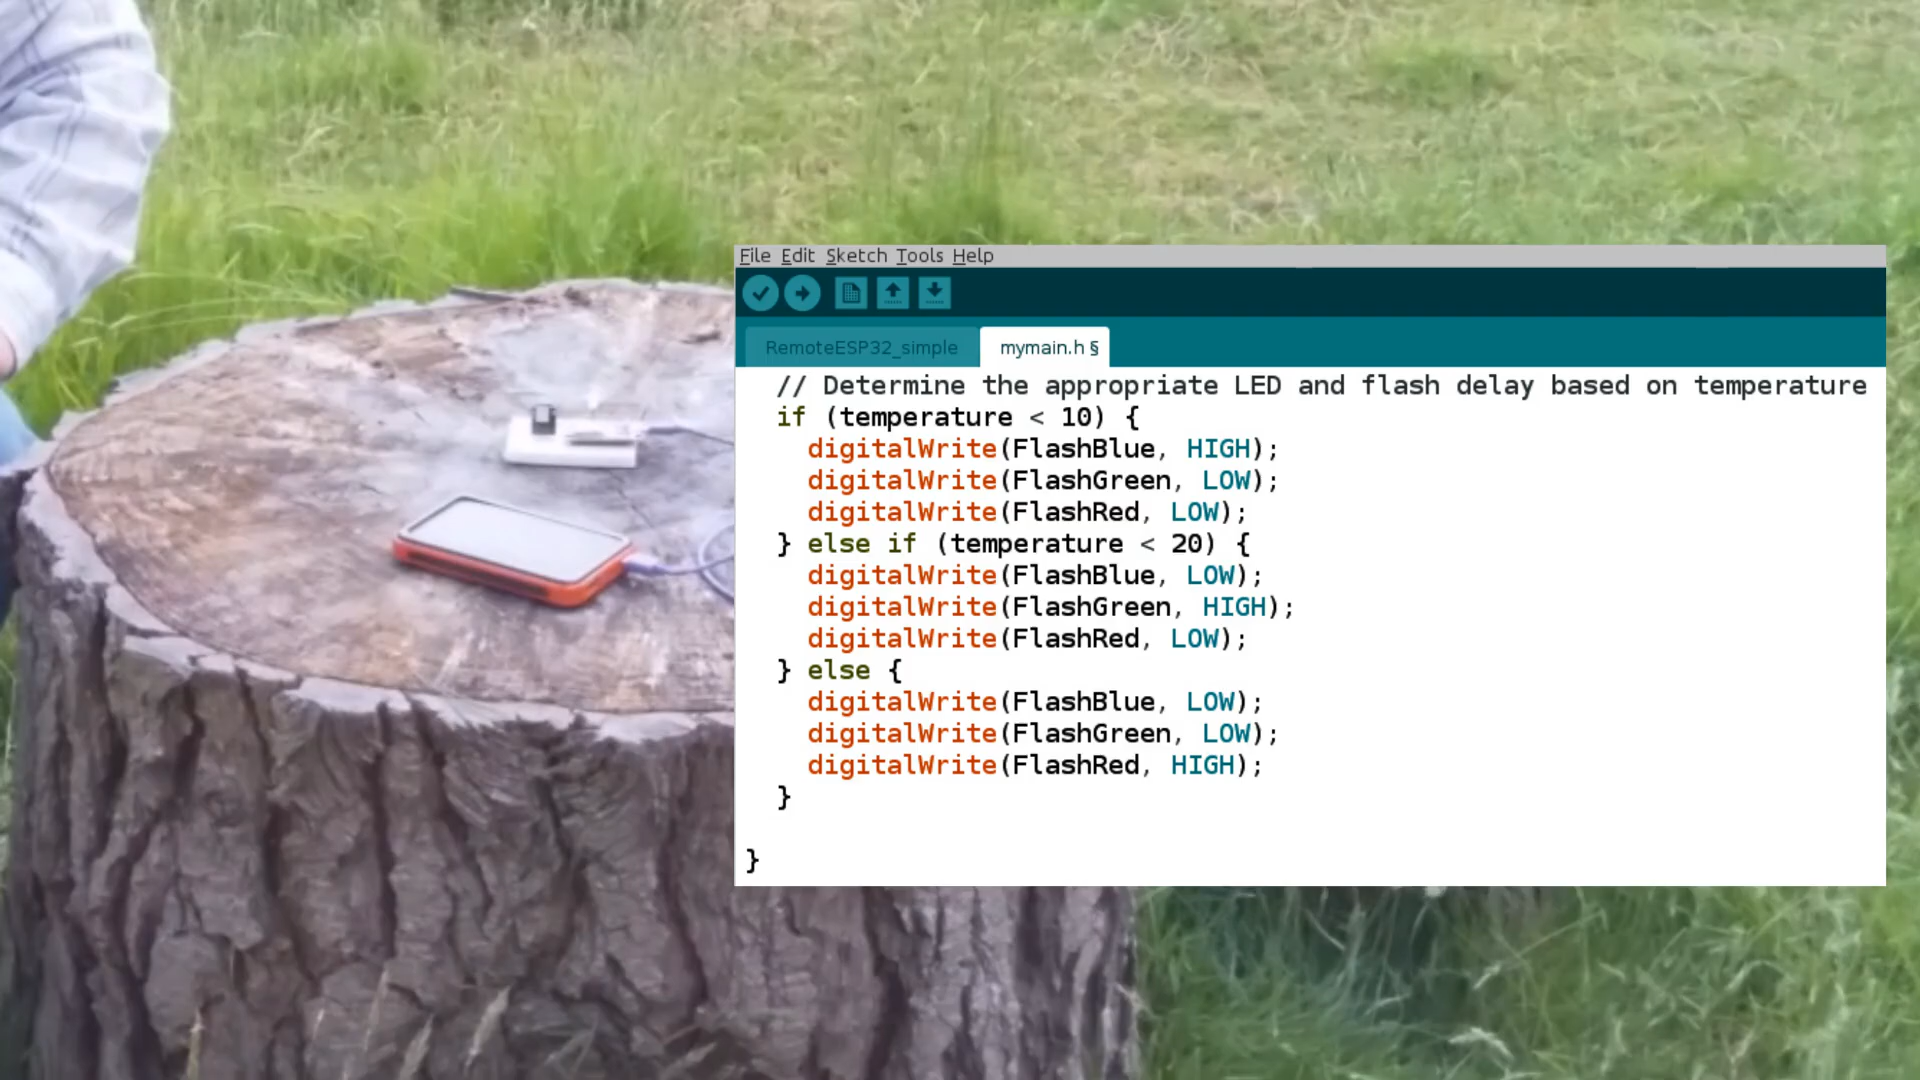 File Edit Sketch Tools Help
RemoteESP32_simple mymain.h §
// Determine the appropriate LED and flash delay based on temperature
if (temperature < 10) {
digitalWrite(FlashBlue, HIGH);
digitalWrite(FlashGreen, LOW);
digitalWrite(FlashRed, LOW);
} else if (temperature < 20) {
digitalWrite(FlashBlue, LOW);
digitalWrite(FlashGreen, HIGH);
digitalWrite(FlashRed, LOW);
} else {
digitalWrite(FlashBlue, LOW);
digitalWrite(FlashGreen, LOW);
digitalWrite(FlashRed, HIGH);
}
}